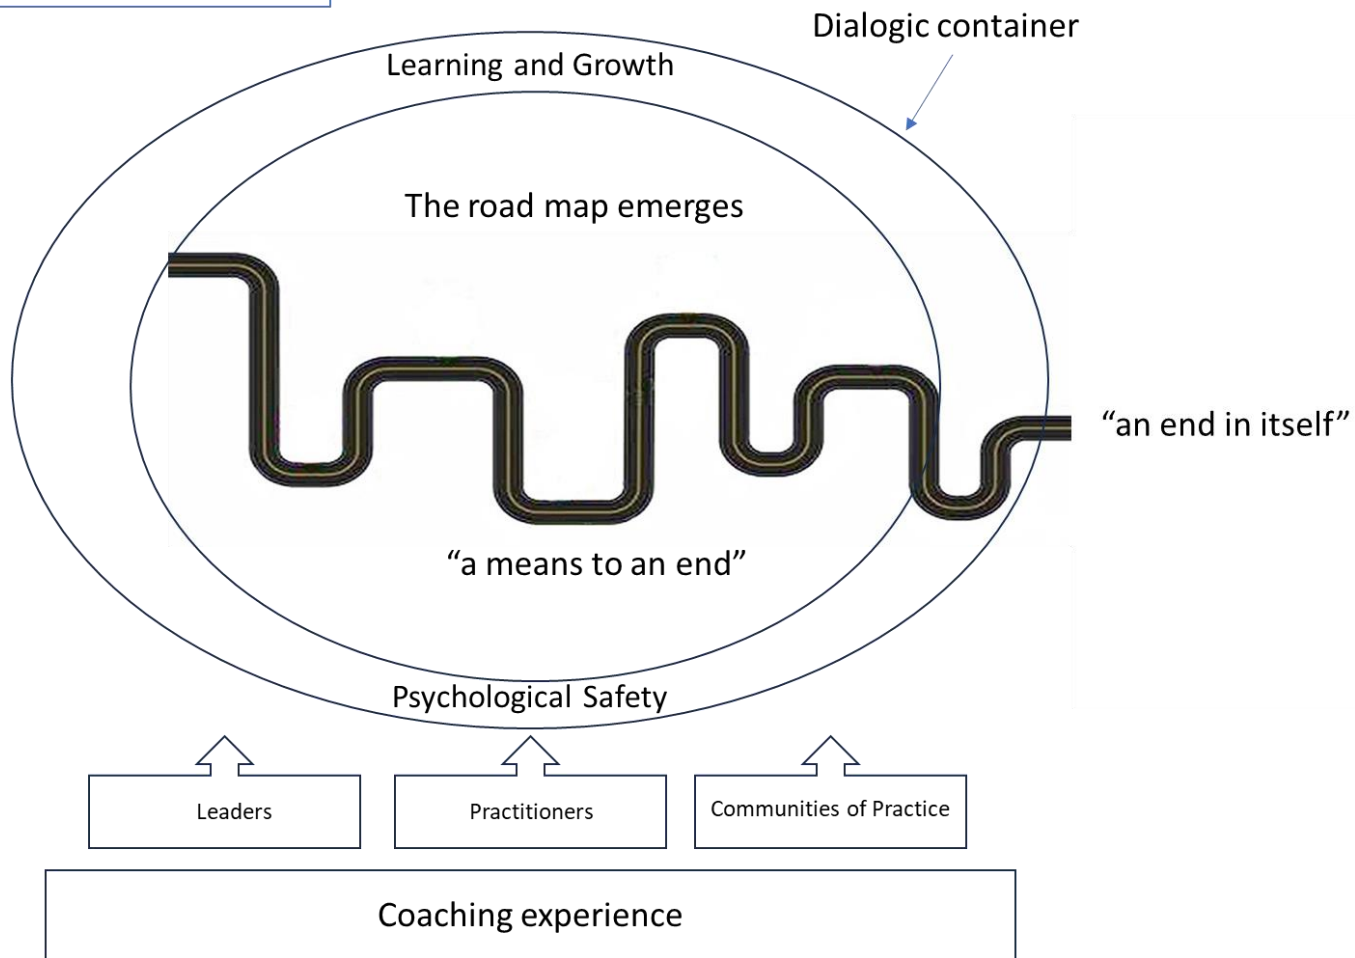 Dialogic container
Learning and Growth
The road map emerges
“an end in itself”
“a means to an end”
Psychological Safety
Leaders
Practitioners
Communities of Practice
Coaching experience